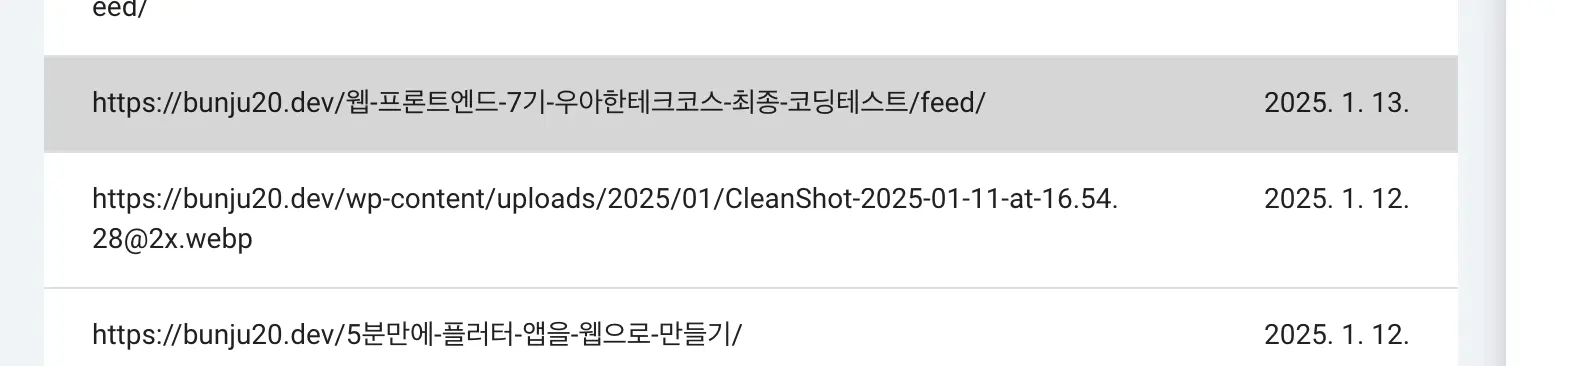 eed/
https://bunju20.dev/웹-프론트엔드-7기-우아한테크코스-최종-코딩테스트/feed/
2025. 1. 13.
https://bunju20.dev/wp-content/uploads/2025/01/CleanShot-2025-01-11-at-16.54.
28@2x.webp
2025. 1. 12.
https://bunju20.dev/5분만에-플러터-앱을-웹으로-만들기/
2025. 1. 12.